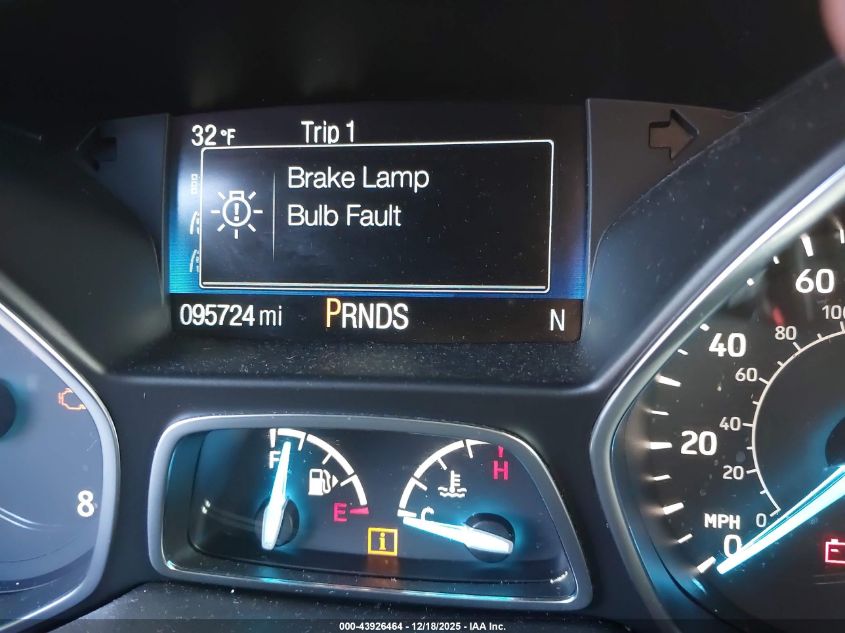 32°F Trip 1
Brake Lamp
Bulb Fault
095724 mi PRNDS N
60
100
80
40
60
40
20
20
MPH 0
0
8
F
E
H
C
i
000-43926464 - 12/18/2025 - IAA Inc.